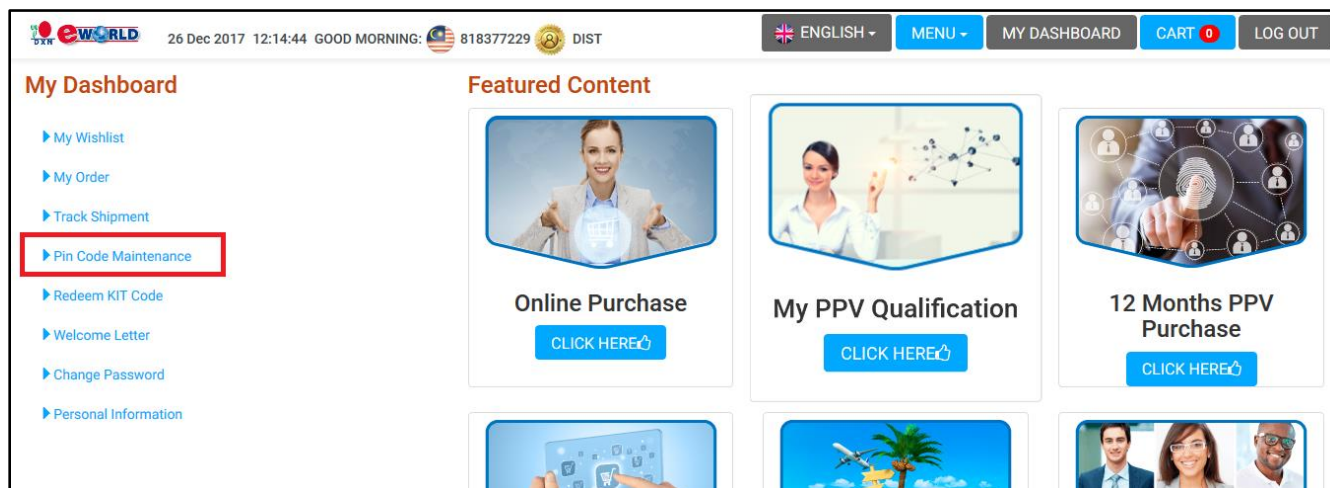 DXN eWORLD 26 Dec 2017 12:14:44 GOOD MORNING: 818377229 DIST ENGLISH MENU MY DASHBOARD CART 0 LOG OUT
My Dashboard
My Wishlist
My Order
Track Shipment
Pin Code Maintenance
Redeem KIT Code
Welcome Letter
Change Password
Personal Information
Featured Content
Online Purchase
CLICK HERE
My PPV Qualification
CLICK HERE
12 Months PPV
Purchase
CLICK HERE